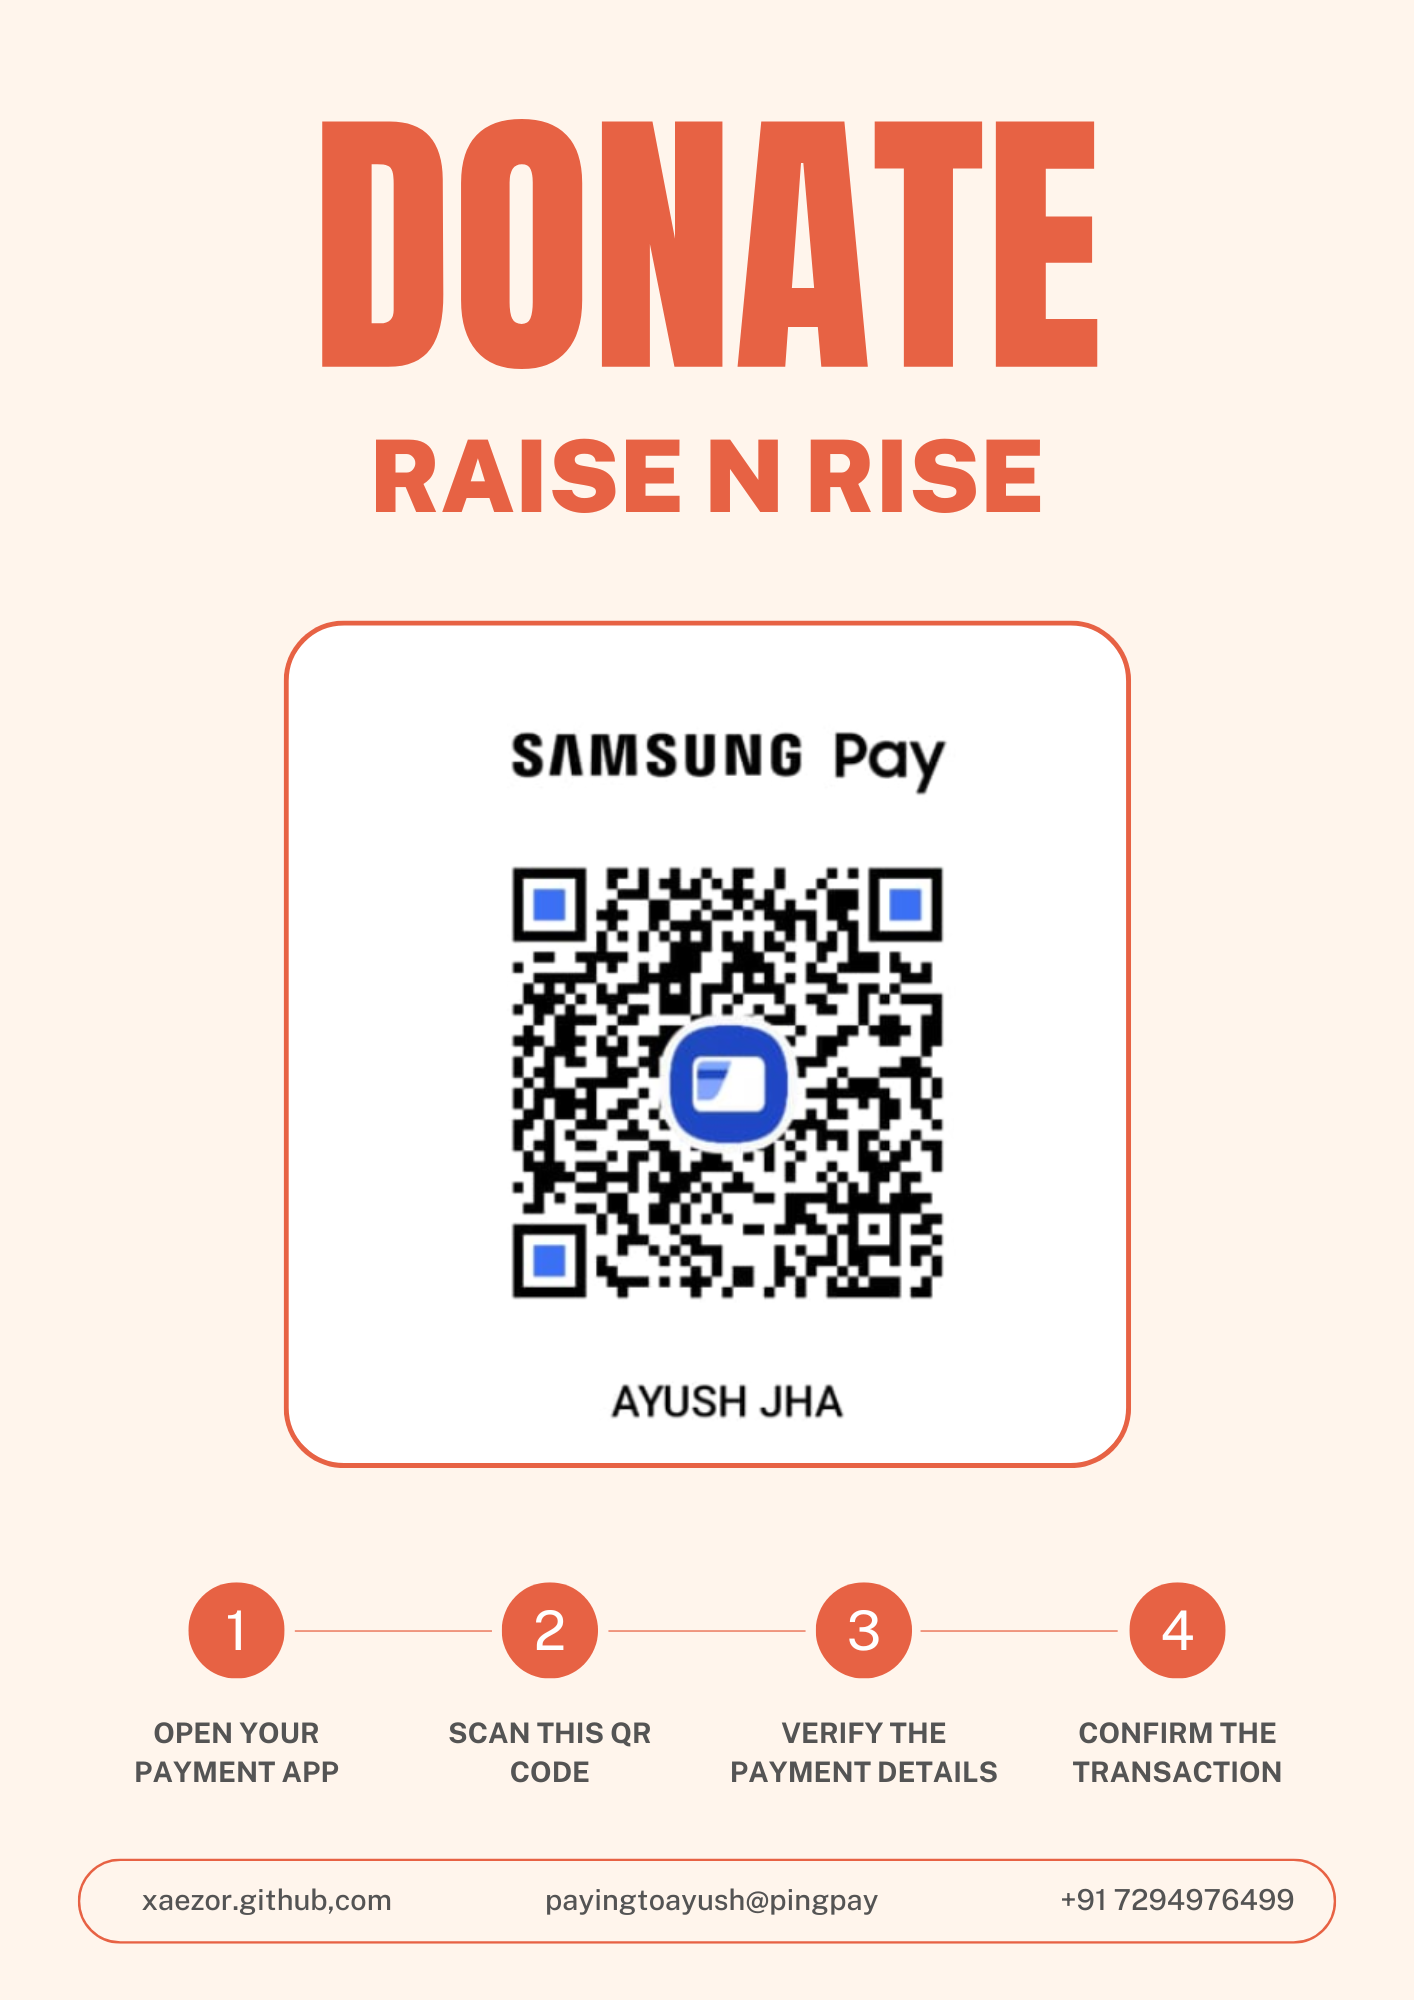 DONATE
RAISE N RISE
SAMSUNG Pay
AYUSH JHA
1
2
3
4
OPEN YOUR
PAYMENT APP
SCAN THIS QR
CODE
VERIFY THE
PAYMENT DETAILS
CONFIRM THE
TRANSACTION
xaezor.github,com
payingtoayush@pingpay
+91 7294976499